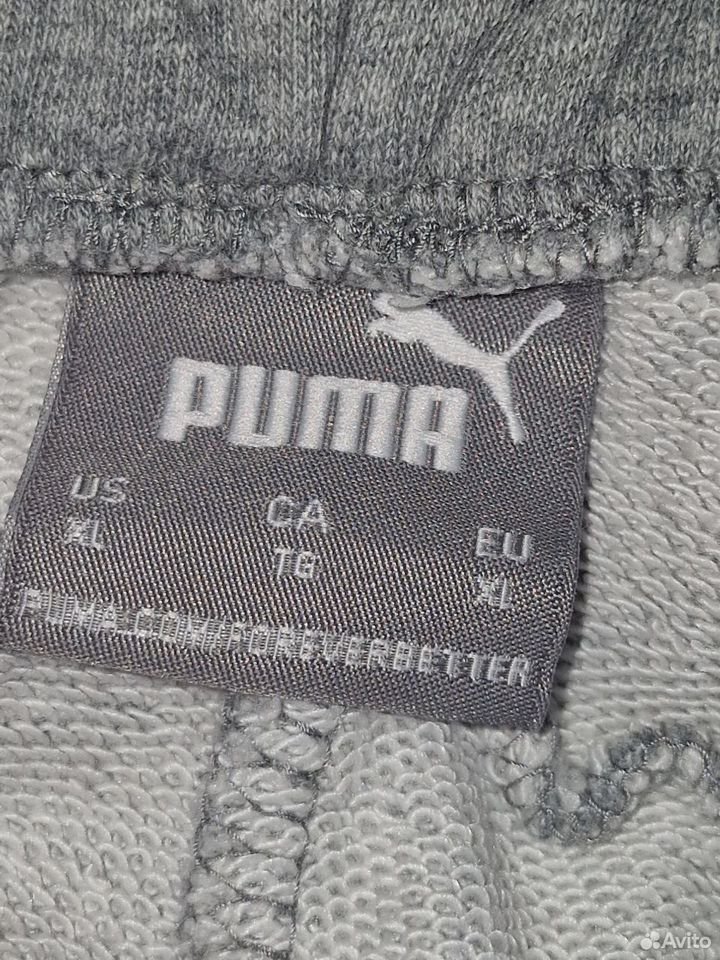 PUMA
US CA EU
XL TG XL
PUMA.COM/FOREVERBETTER
Avito